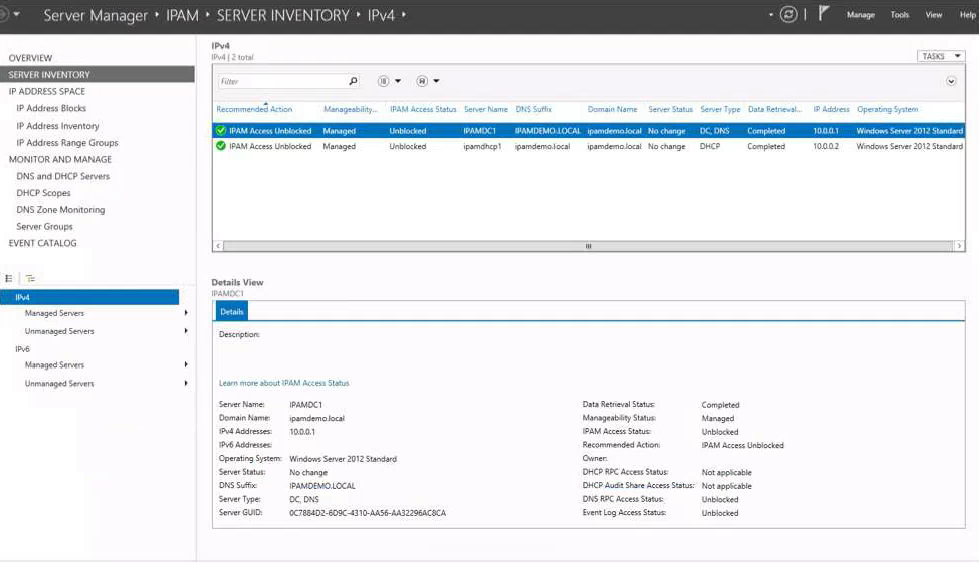 Server Manager ‣ IPAM ‣ SERVER INVENTORY ‣ IPv4 ‣
Manage Tools View Help
OVERVIEW
SERVER INVENTORY
IP ADDRESS SPACE
IP Address Blocks
IP Address Inventory
IP Address Range Groups
MONITOR AND MANAGE
DNS and DHCP Servers
DHCP Scopes
DNS Zone Monitoring
Server Groups
EVENT CATALOG
IPv4
Managed Servers
Unmanaged Servers
IPv6
Managed Servers
Unmanaged Servers
IPv4
IPv4 | 2 total
TASKS
Filter
Recommended Action Manageability... IPAM Access Status Server Name DNS Suffix Domain Name Server Status Server Type Data Retrieval... IP Address Operating System
IPAM Access Unblocked Managed Unblocked IPAMDC1 IPAMDEMO.LOCAL ipamdemo.local No change DC, DNS Completed 10.0.0.1 Windows Server 2012 Standard
IPAM Access Unblocked Managed Unblocked ipamdhcp1 ipamdemo.local ipamdemo.local No change DHCP Completed 10.0.0.2 Windows Server 2012 Standard
Details View
IPAMDC1
Details
Description:
Learn more about IPAM Access Status
Server Name: IPAMDC1
Domain Name: ipamdemo.local
IPv4 Addresses: 10.0.0.1
IPv6 Addresses:
Operating System: Windows Server 2012 Standard
Server Status: No change
DNS Suffix: IPAMDEMO.LOCAL
Server Type: DC, DNS
Server GUID: 0C7884D2-6D9C-4310-AA56-AA32296AC8CA
Data Retrieval Status: Completed
Manageability Status: Managed
IPAM Access Status: Unblocked
Recommended Action: IPAM Access Unblocked
Owner:
DHCP RPC Access Status: Not applicable
DHCP Audit Share Access Status: Not applicable
DNS RPC Access Status: Unblocked
Event Log Access Status: Unblocked